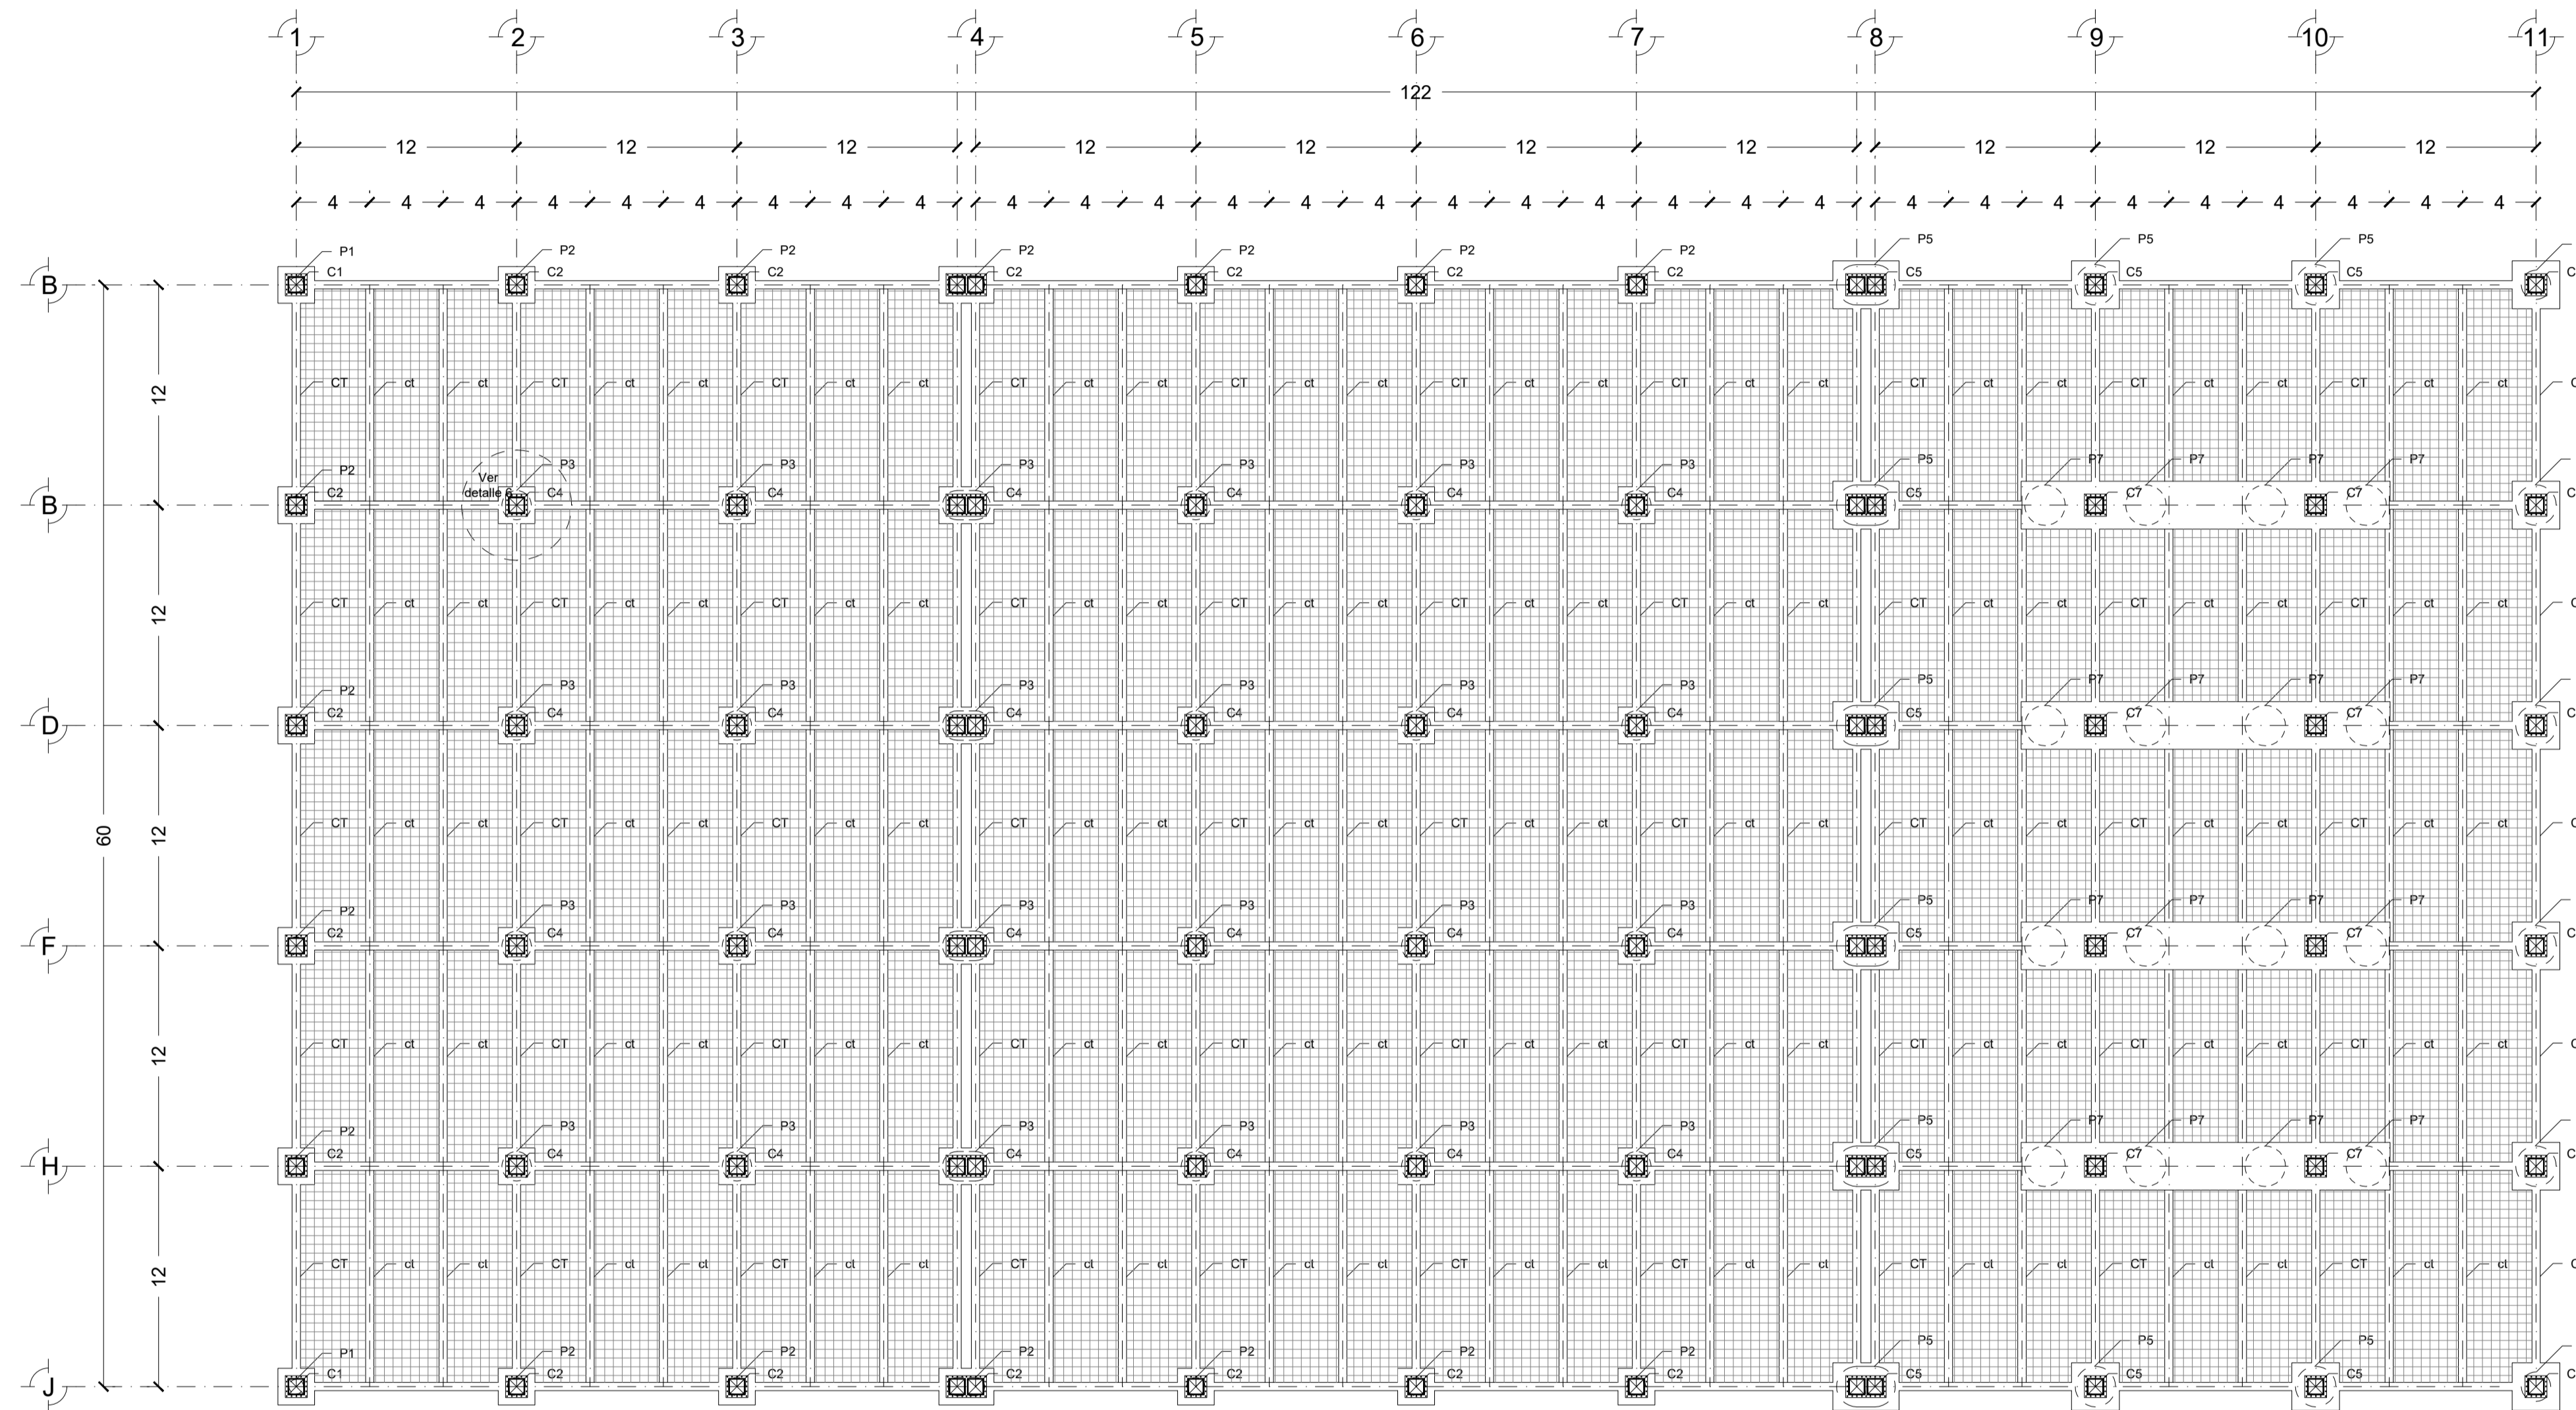 1 2 3 4 5 6 7 8 9 10 11
122
12 12 12 12 12 12 12 12 12 12
4 4 4 4 4 4 4 4 4 4 4 4 4 4 4 4 4 4 4 4 4 4 4 4 4 4 4 4 4 4
P1 P2 P2 P2 P2 P2 P2 P5 P5 P5
B C1 C2 C2 C2 C2 C2 C2 C5 C5 C5 C
12 CT ct ct CT ct ct CT ct ct CT ct ct CT ct ct CT ct ct CT ct ct CT ct ct CT ct ct CT ct ct C
P2 P3 P3 P3 P3 P3 P3 P5 P7 P7 P7 P7
Ver
detalle 6
B C2 C4 C4 C4 C4 C4 C4 C5 C7 C7 C
12 CT ct ct CT ct ct CT ct ct CT ct ct CT ct ct CT ct ct CT ct ct CT ct ct CT ct ct CT ct ct C
P2 P3 P3 P3 P3 P3 P3 P5 P7 P7 P7 P7
D C2 C4 C4 C4 C4 C4 C4 C5 C7 C7 C
60 12 CT ct ct CT ct ct CT ct ct CT ct ct CT ct ct CT ct ct CT ct ct CT ct ct CT ct ct CT ct ct C
P2 P3 P3 P3 P3 P3 P3 P5 P7 P7 P7 P7
F C2 C4 C4 C4 C4 C4 C4 C5 C7 C7 C
12 CT ct ct CT ct ct CT ct ct CT ct ct CT ct ct CT ct ct CT ct ct CT ct ct CT ct ct CT ct ct C
P2 P3 P3 P3 P3 P3 P3 P5 P7 P7 P7 P7
H C2 C4 C4 C4 C4 C4 C4 C5 C7 C7 C
12 CT ct ct CT ct ct CT ct ct CT ct ct CT ct ct CT ct ct CT ct ct CT ct ct CT ct ct CT ct ct C
P1 P2 P2 P2 P2 P2 P2 P5 P5 P5
J C1 C2 C2 C2 C2 C2 C2 C5 C5 C5 C